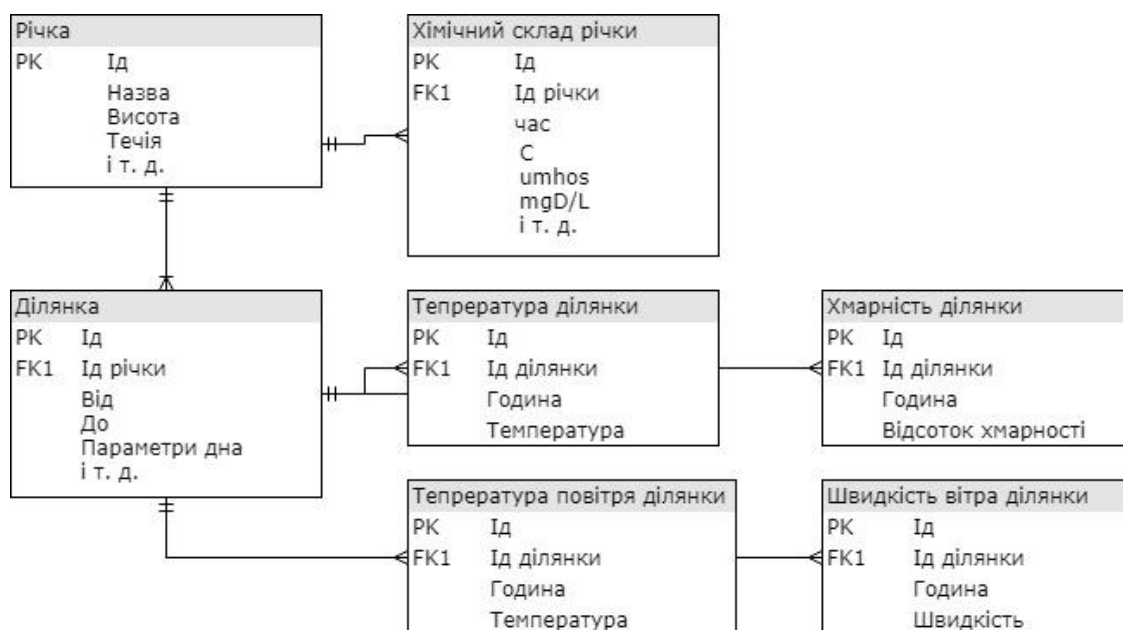 Річка
PK Ід
Назва
Висота
Течія
і т. д.
Хімічний склад річки
PK Ід
FK1 Ід річки
час
C
umhos
mgD/L
і т. д.
Ділянка
PK Ід
FK1 Ід річки
Від
До
Параметри дна
і т. д.
Тепрература ділянки
PK Ід
FK1 Ід ділянки
Година
Температура
Хмарність ділянки
PK Ід
FK1 Ід ділянки
Година
Відсоток хмарності
Тепрература повітря ділянки
PK Ід
FK1 Ід ділянки
Година
Температура
Швидкість вітра ділянки
PK Ід
FK1 Ід ділянки
Година
Швидкість